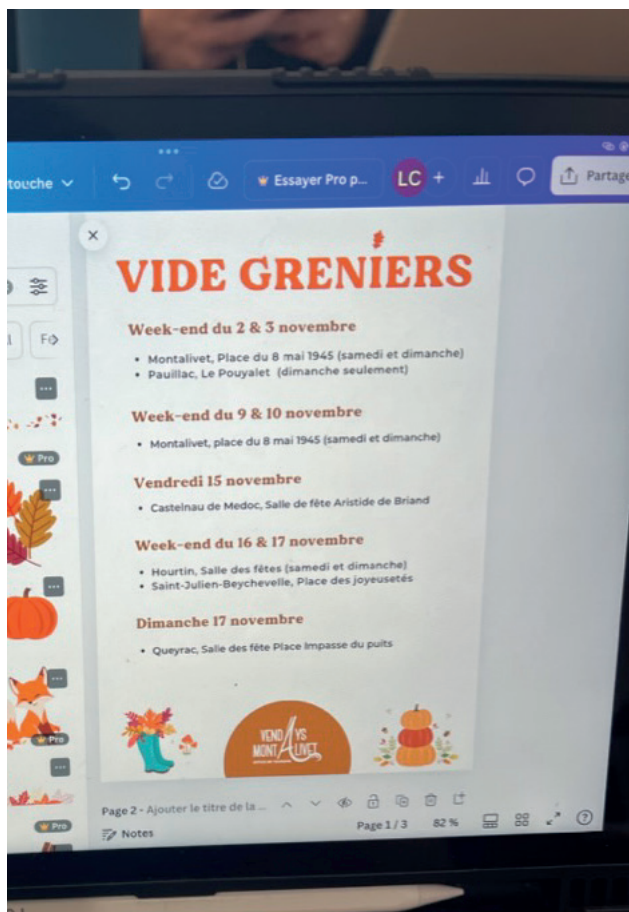 touche
Essayer Pro p...
LC +
Partage
VIDE GRENIERS
Week-end du 2 & 3 novembre
• Montalivet, Place du 8 mai 1945 (samedi et dimanche)
• Pauillac, Le Pouyalet (dimanche seulement)
Week-end du 9 & 10 novembre
• Montalivet, place du 8 mai 1945 (samedi et dimanche)
Vendredi 15 novembre
• Castelnau de Medoc, Salle de fête Aristide de Briand
Week-end du 16 & 17 novembre
• Hourtin, Salle des fêtes (samedi et dimanche)
• Saint-Julien-Beychevelle, Place des joyeusetés
Dimanche 17 novembre
• Queyrac, Salle des fête Place Impasse du puits
VENDAYS
MONTALIVET
Pro
Pro
Pro
Page 2 - Ajouter le titre de la ...
Notes
Page 1 / 3
82 %